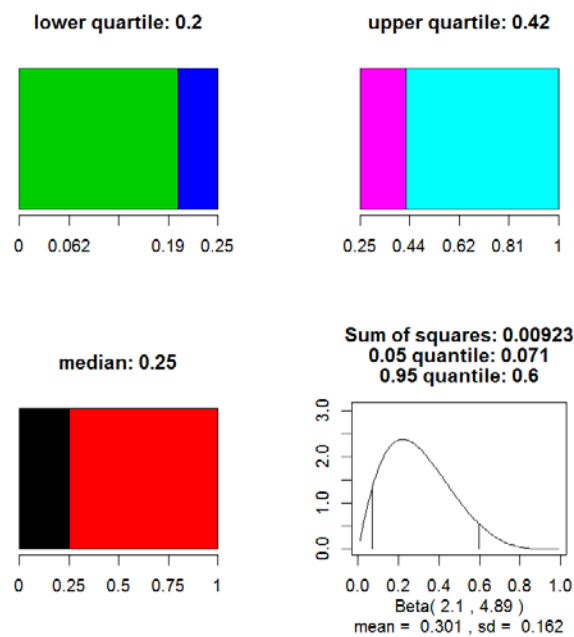 lower quartile: 0.2
0 0.062 0.19 0.25
upper quartile: 0.42
0.25 0.44 0.62 0.81 1
median: 0.25
0 0.25 0.5 0.75 1
Sum of squares: 0.00923
0.05 quantile: 0.071
0.95 quantile: 0.6
3.0
2.0
1.0
0.0
0.0 0.2 0.4 0.6 0.8 1.0
Beta( 2.1 , 4.89 )
mean = 0.301 , sd = 0.162